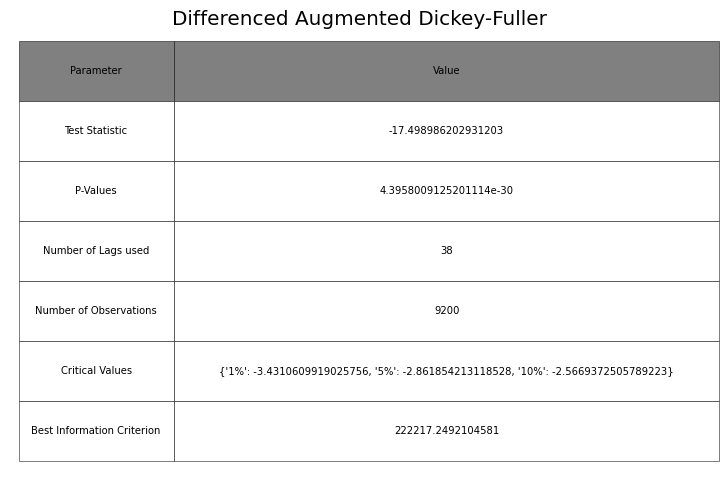 Differenced Augmented Dickey-Fuller
Parameter Value
Test Statistic -17.498986202931203
P-Values 4.3958009125201114e-30
Number of Lags used 38
Number of Observations 9200
Critical Values {'1%': -3.4310609919025756, '5%': -2.861854213118528, '10%': -2.5669372505789223}
Best Information Criterion 222217.2492104581